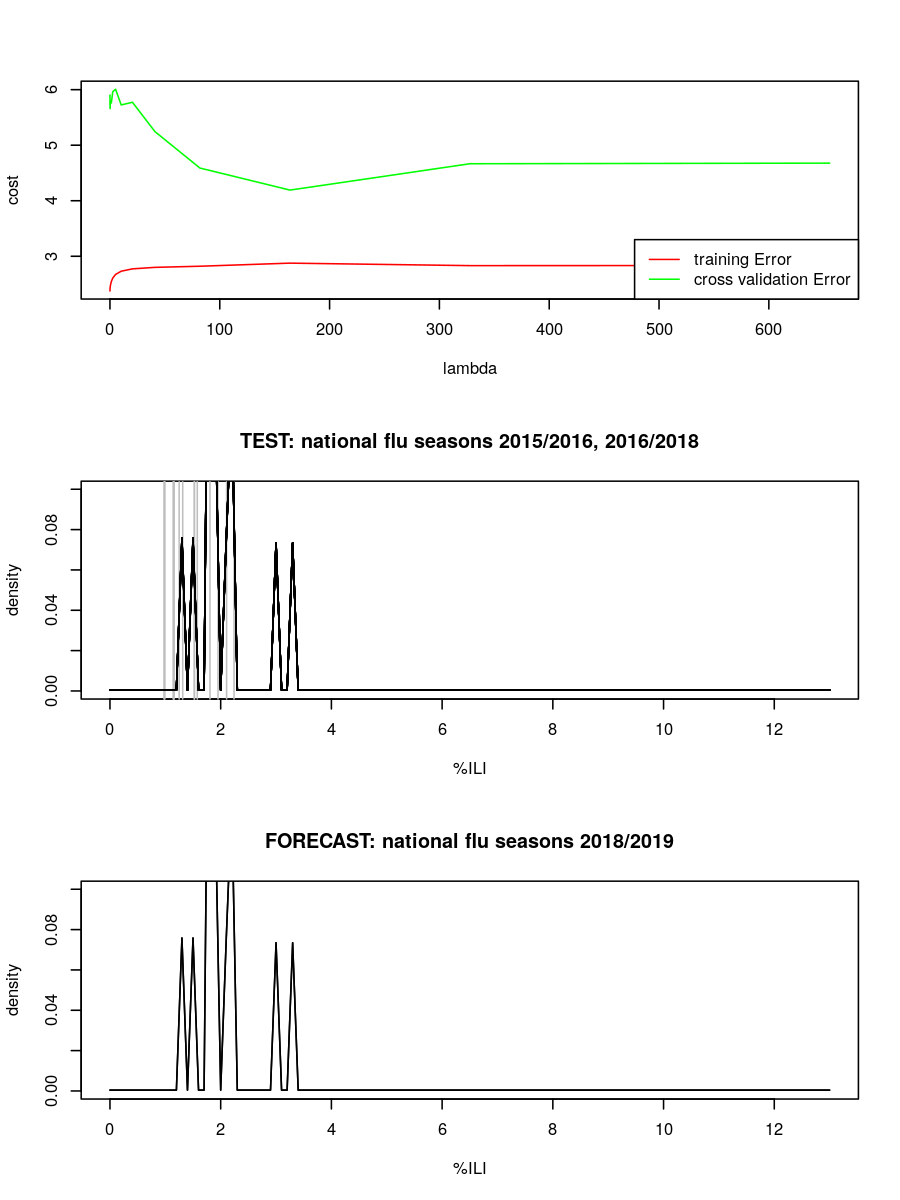 6
5
4
3
cost
training Error
cross validation Error
0 100 200 300 400 500 600
lambda
TEST: national flu seasons 2015/2016, 2016/2018
0.08
0.04
0.00
density
0 2 4 6 8 10 12
%ILI
FORECAST: national flu seasons 2018/2019
0.08
0.04
0.00
density
0 2 4 6 8 10 12
%ILI